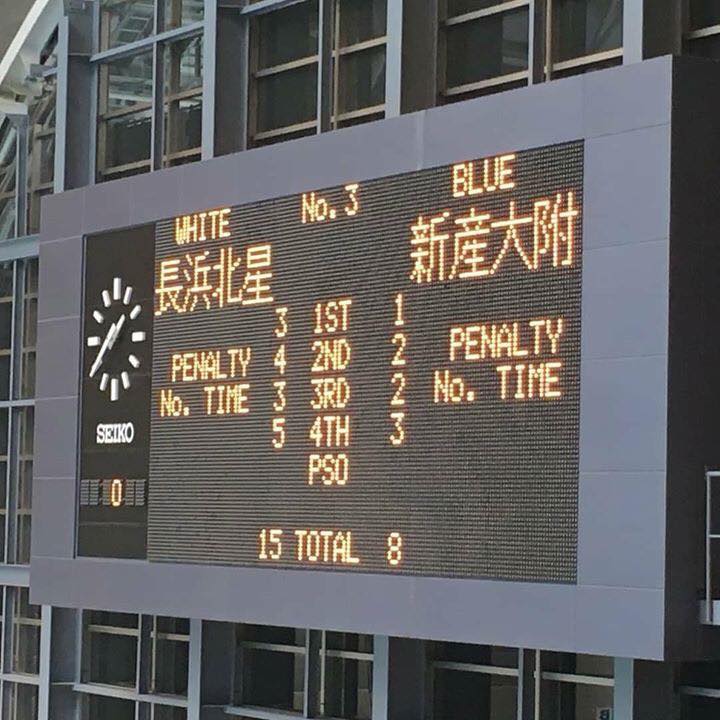 WHITE No.3 BLUE
長浜北星 新産大附
3 1ST 1
PENALTY 4 2ND 2 PENALTY
No. TIME 3 3RD 2 No. TIME
5 4TH 3
PSO
15 TOTAL 8
SEIKO
0